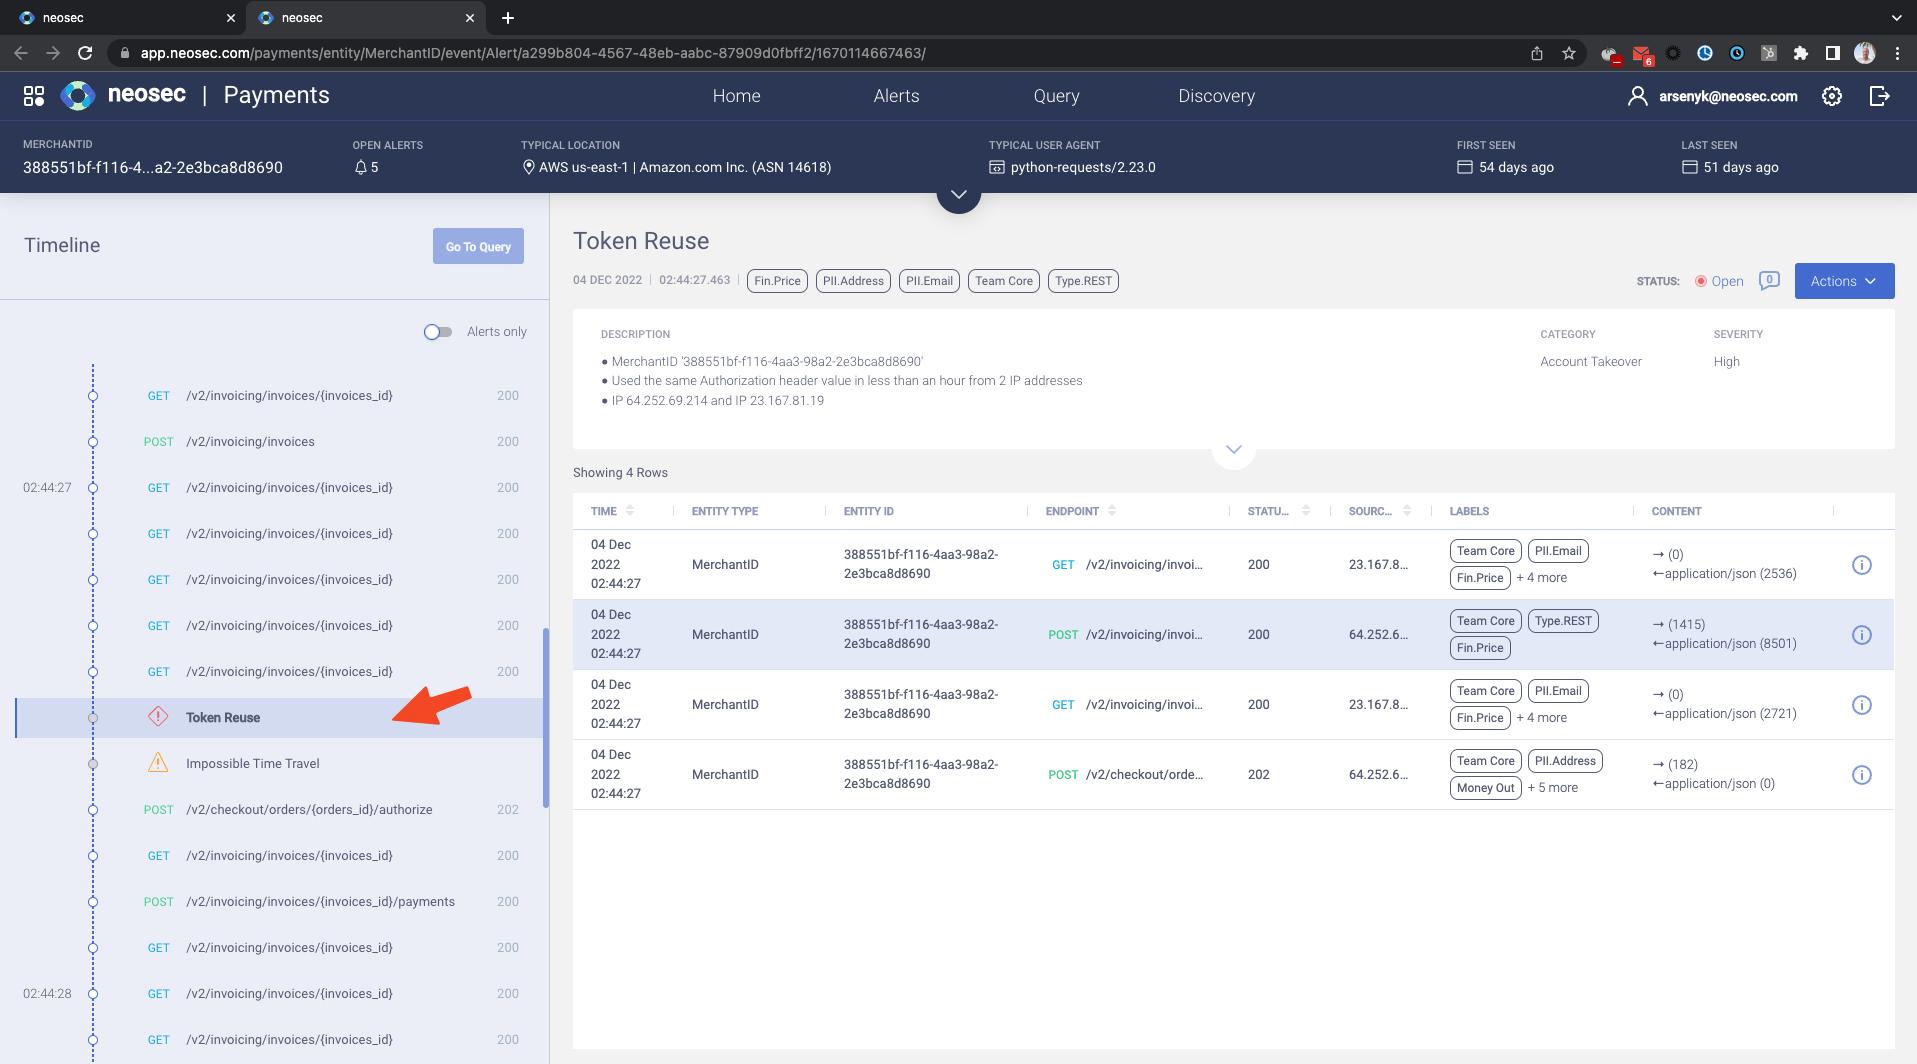 neosec
neosec
app.neosec.com/payments/entity/MerchantID/event/Alert/a299b804-4567-48eb-aabc-87909d0fbff2/1670114667463/
6
neosec | Payments
Home
Alerts
Query
Discovery
arsenyk@neosec.com
MERCHANTID
388551bf-f116-4...a2-2e3bca8d8690
OPEN ALERTS
5
TYPICAL LOCATION
AWS us-east-1 | Amazon.com Inc. (ASN 14618)
TYPICAL USER AGENT
python-requests/2.23.0
FIRST SEEN
54 days ago
LAST SEEN
51 days ago
Timeline
Go To Query
Alerts only
GET /v2/invoicing/invoices/{invoices_id} 200
POST /v2/invoicing/invoices 200
02:44:27 GET /v2/invoicing/invoices/{invoices_id} 200
GET /v2/invoicing/invoices/{invoices_id} 200
GET /v2/invoicing/invoices/{invoices_id} 200
GET /v2/invoicing/invoices/{invoices_id} 200
GET /v2/invoicing/invoices/{invoices_id} 200
Token Reuse
Impossible Time Travel
POST /v2/checkout/orders/{orders_id}/authorize 202
GET /v2/invoicing/invoices/{invoices_id} 200
POST /v2/invoicing/invoices/{invoices_id}/payments 200
GET /v2/invoicing/invoices/{invoices_id} 200
02:44:28 GET /v2/invoicing/invoices/{invoices_id} 200
GET /v2/invoicing/invoices/{invoices_id} 200
Token Reuse
04 DEC 2022 | 02:44:27.463 | Fin.Price PII.Address PII.Email Team Core Type.REST
STATUS: Open 0 Actions
DESCRIPTION
• MerchantID '388551bf-f116-4aa3-98a2-2e3bca8d8690'
• Used the same Authorization header value in less than an hour from 2 IP addresses
• IP 64.252.69.214 and IP 23.167.81.19
CATEGORY
Account Takeover
SEVERITY
High
Showing 4 Rows
TIME ENTITY TYPE ENTITY ID ENDPOINT STATU... SOURC... LABELS CONTENT
04 Dec
2022
02:44:27
MerchantID
388551bf-f116-4aa3-98a2-
2e3bca8d8690
GET /v2/invoicing/invoi...
200
23.167.8...
Team Core PII.Email
Fin.Price + 4 more
→ (0)
←application/json (2536)
04 Dec
2022
02:44:27
MerchantID
388551bf-f116-4aa3-98a2-
2e3bca8d8690
POST /v2/invoicing/invoi...
200
64.252.6...
Team Core Type.REST
Fin.Price
→ (1415)
←application/json (8501)
04 Dec
2022
02:44:27
MerchantID
388551bf-f116-4aa3-98a2-
2e3bca8d8690
GET /v2/invoicing/invoi...
200
23.167.8...
Team Core PII.Email
Fin.Price + 4 more
→ (0)
←application/json (2721)
04 Dec
2022
02:44:27
MerchantID
388551bf-f116-4aa3-98a2-
2e3bca8d8690
POST /v2/checkout/orde...
202
64.252.6...
Team Core PII.Address
Money Out + 5 more
→ (182)
←application/json (0)